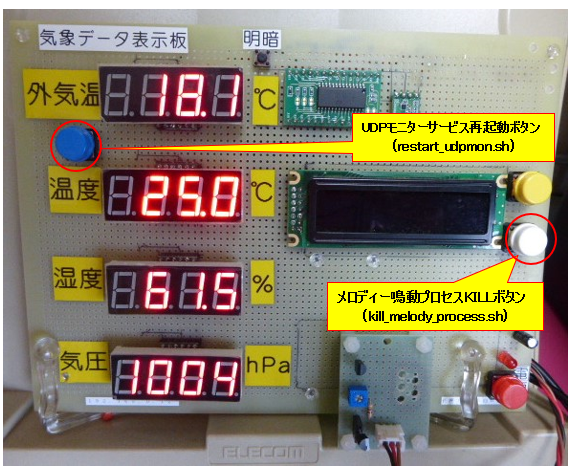 気象データ表示板
明暗
外気温
18.1
℃
UDPモニターサービス再起動ボタン
(restart_udpmon.sh)
温度
25.0
℃
湿度
61.5
%
メロディー鳴動プロセスKILLボタン
(kill_melody_process.sh)
気圧
1004
hPa
ELECOM